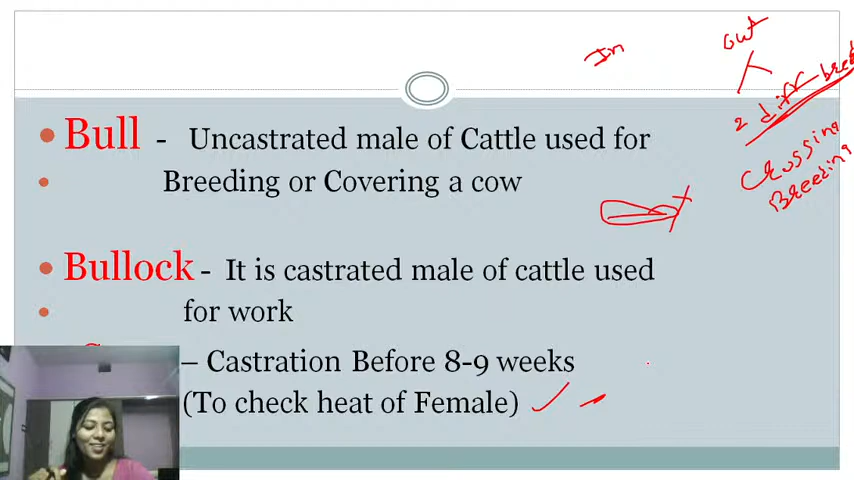 In
out
2 diff breed
Crossing
Breeding
Bull - Uncastrated male of Cattle used for
Breeding or Covering a cow
Bullock - It is castrated male of cattle used
for work
– Castration Before 8-9 weeks
(To check heat of Female)